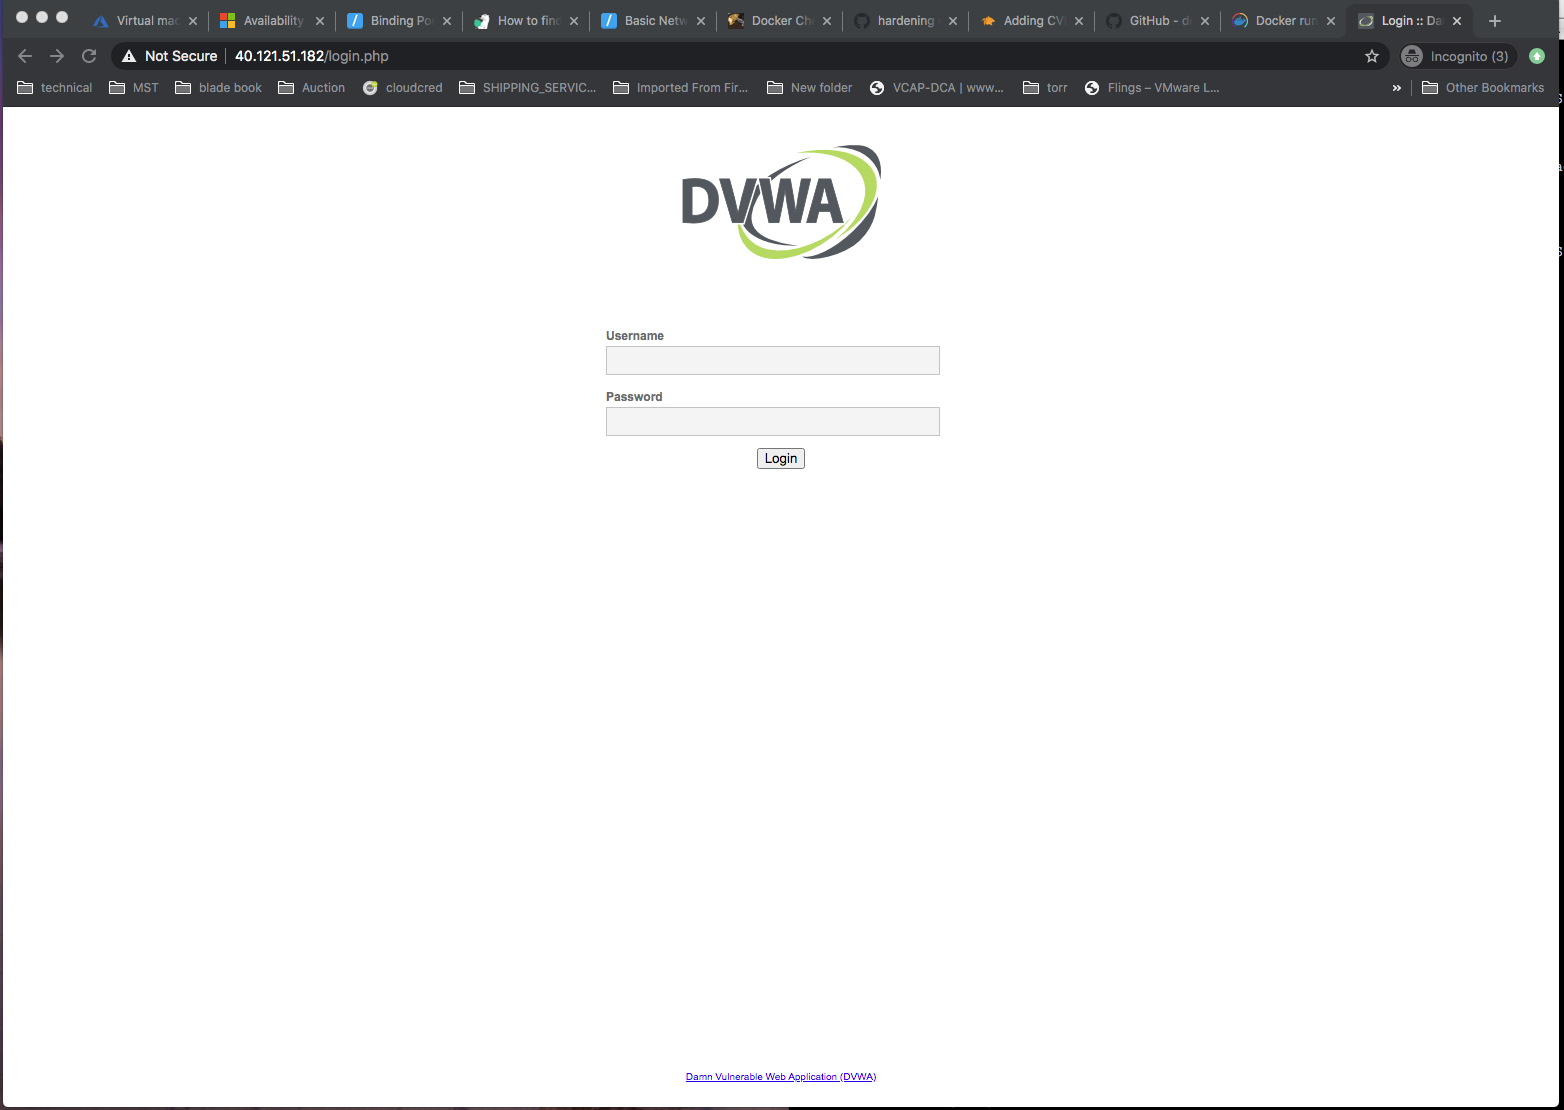 Virtual mac Availability Binding Po How to find Basic Netw Docker Ch hardening Adding CV GitHub - d Docker run Login :: Da
Not Secure 40.121.51.182/login.php Incognito (3)
technical MST blade book Auction cloudcred SHIPPING_SERVIC... Imported From Fir... New folder VCAP-DCA | www... torr Flings – VMware L... » Other Bookmarks
DVWA
Username
Password
Login
Damn Vulnerable Web Application (DVWA)